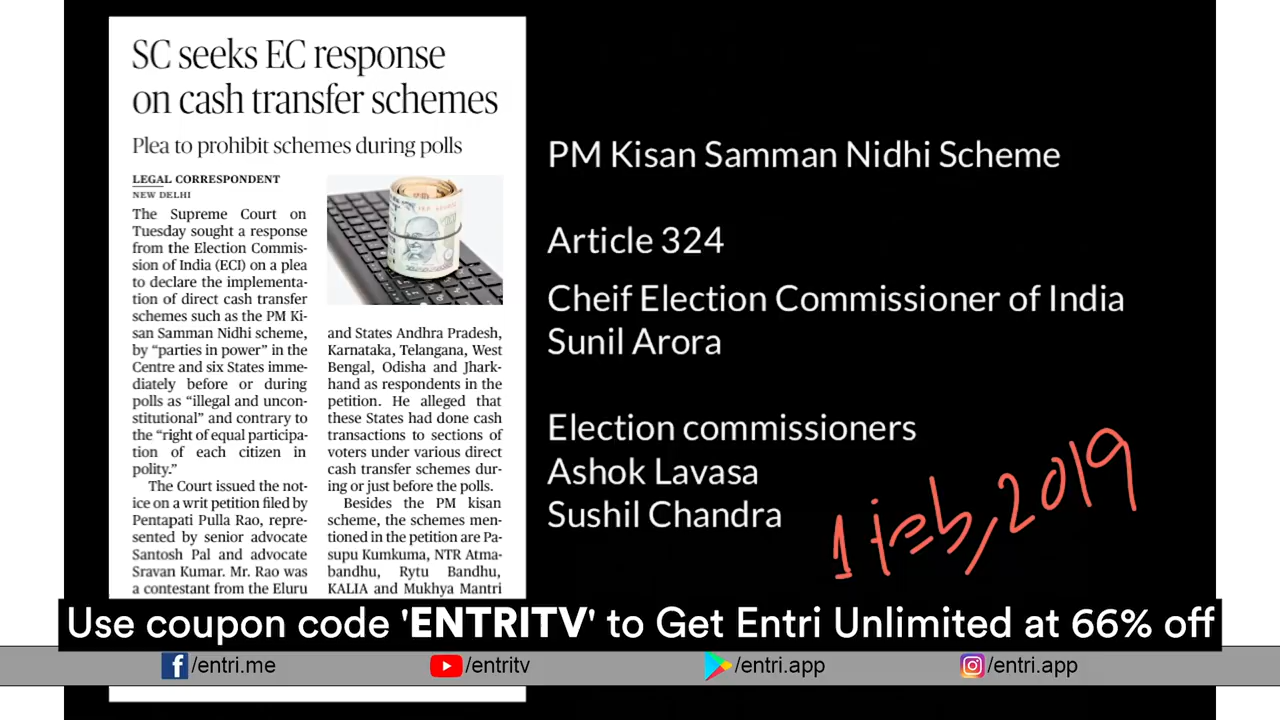 SC seeks EC response
on cash transfer schemes
Plea to prohibit schemes during polls
LEGAL CORRESPONDENT
NEW DELHI
The Supreme Court on
Tuesday sought a response
from the Election Commis-
sion of India (ECI) on a plea
to declare the implementa-
tion of direct cash transfer
schemes such as the PM Ki-
san Samman Nidhi scheme,
by “parties in power” in the
Centre and six States imme-
diately before or during
polls as “illegal and uncon-
stitutional” and contrary to
the “right of equal participa-
tion of each citizen in
polity.”
The Court issued the not-
ice on a writ petition filed by
Pentapati Pulla Rao, repre-
sented by senior advocate
Santosh Pal and advocate
Sravan Kumar. Mr. Rao was
a contestant from the Eluru
and States Andhra Pradesh,
Karnataka, Telangana, West
Bengal, Odisha and Jhark-
hand as respondents in the
petition. He alleged that
these States had done cash
transactions to sections of
voters under various direct
cash transfer schemes dur-
ing or just before the polls.
Besides the PM kisan
scheme, the schemes men-
tioned in the petition are Pa-
supu Kumkuma, NTR Atma-
bandhu, Rytu Bandhu,
KALIA and Mukhya Mantri
PM Kisan Samman Nidhi Scheme
Article 324
Cheif Election Commissioner of India
Sunil Arora
Election commissioners
Ashok Lavasa
Sushil Chandra
1 feb, 2019
Use coupon code 'ENTRITV' to Get Entri Unlimited at 66% off
/entri.me
/entritv
/entri.app
/entri.app